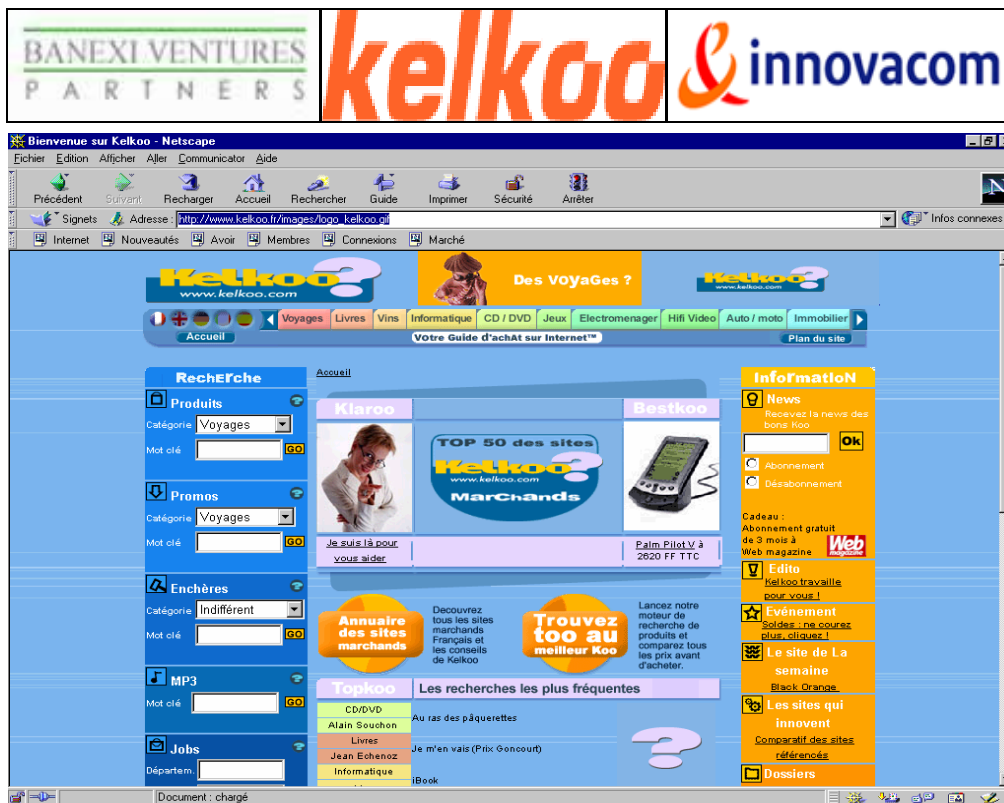 BANEXI VENTURES
PARTNERS
kelkoo
& innovacom
Bienvenue sur Kelkoo - Netscape
Fichier Edition Afficher Aller Communicator Aide
Précédent Suivant Recharger Accueil Rechercher Guide Imprimer Sécurité Arrêter
N
Signets Adresse : http://www.kelkoo.fr/images/logo_kelkoo.gif Infos connexes
Internet Nouveautés Avoir Membres Connexions Marché
Kelkoo?
www.kelkoo.com
Des VOyaGes ?
Kelkoo?
www.kelkoo.com
Voyages Livres Vins Informatique CD / DVD Jeux Electromenager Hifi Video Auto / moto Immobilier
Accueil
VOtre Guide d'achAt sur Internet™
Plan du site
RechErche
Produits
Catégorie Voyages
Mot clé GO
Promos
Catégorie Voyages
Mot clé GO
Enchères
Catégorie Indifférent
Mot clé GO
MP3
Mot clé GO
Jobs
Départem.
Accueil
Klaroo
Bestkoo
TOP 50 des sites
Kelkoo?
www.kelkoo.com
MarChands
Je suis là pour
vous aider
Palm Pilot V à
2620 FF TTC
Annuaire
des sites
marchands
Decouvrez
tous les sites
marchands
Français et
les conseils
de Kelkoo
Trouvez
too au
meilleur Koo
Lancez notre
moteur de
recherche de
produits et
comparez tous
les prix avant
d'acheter.
Topkoo
Les recherches les plus fréquentes
CD/DVD
Alain Souchon
Au ras des pâquerettes
Livres
Jean Echenoz
Je m'en vais (Prix Goncourt)
Informatique
iBook
?
InformatIoN
News
Recevez la news des
bons Koo
Ok
Abonnement
Désabonnement
Cadeau :
Abonnement gratuit
de 3 mois à
Web magazine
Web
magazine
Edito
Kelkoo travaille
pour vous !
Evénement
Soldes : ne courez
plus, cliquez !
Le site de La
semaine
Black Orange
Les sites qui
innovent
Comparatif des sites
référencés
Dossiers
Document : chargé